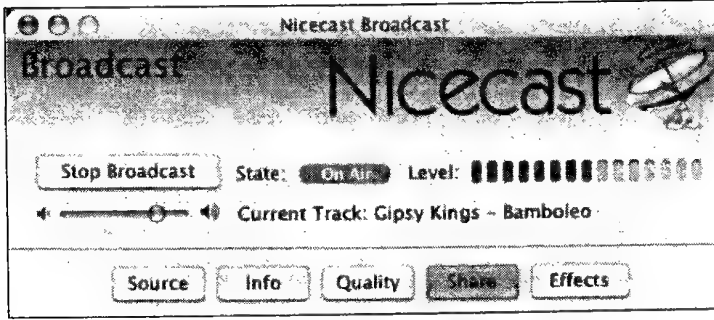 Nicecast Broadcast
Broadcast
Nicecast
Stop Broadcast State: On Air Level:
Current Track: Gipsy Kings - Bamboleo
Source Info Quality Share Effects